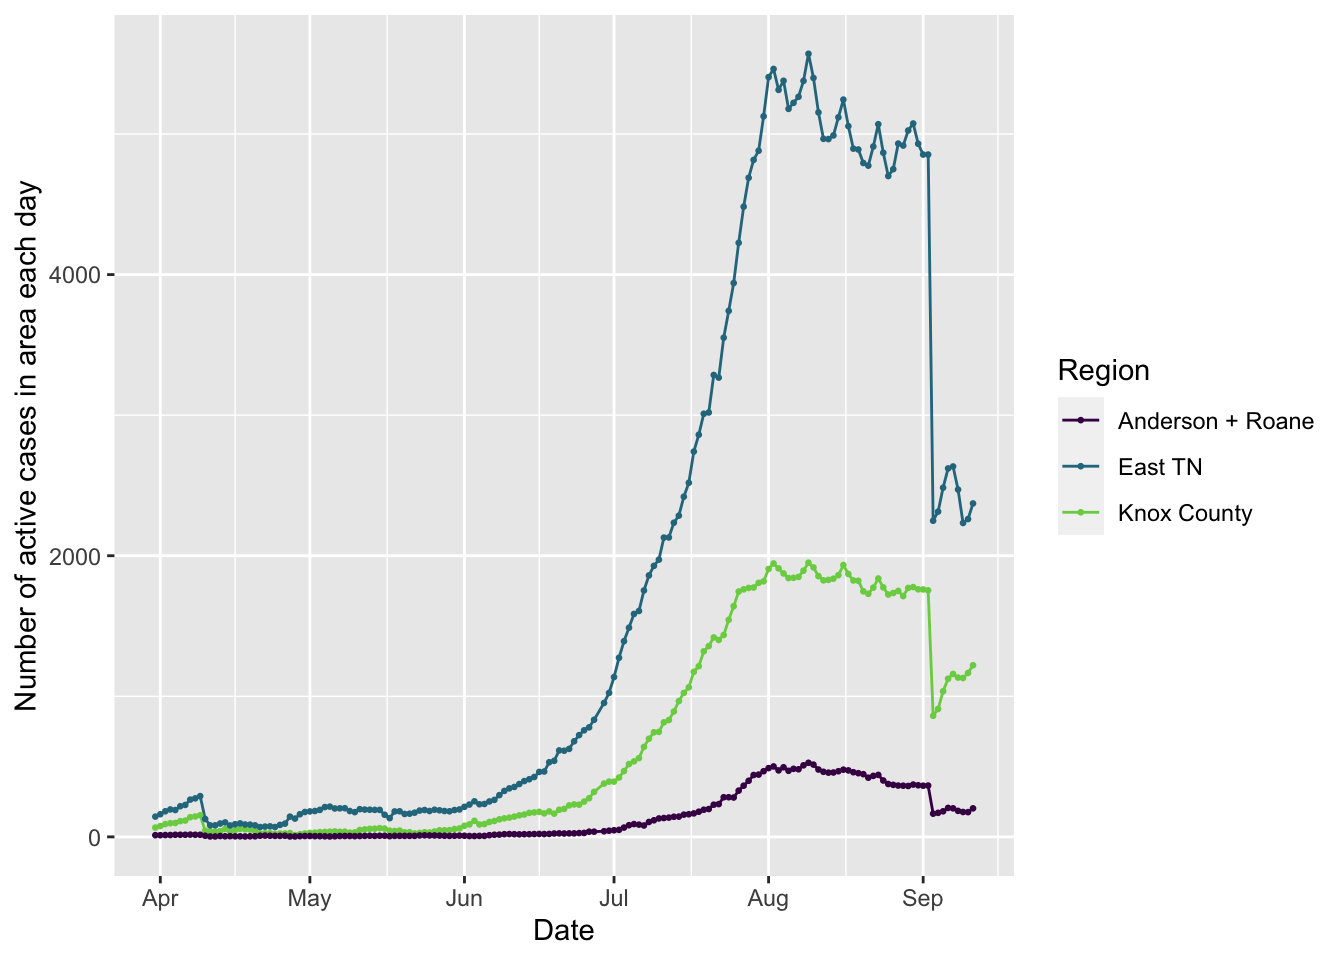 Number of active cases in area each day
4000
2000
0
Apr May Jun Jul Aug Sep
Date
Region
Anderson + Roane
East TN
Knox County